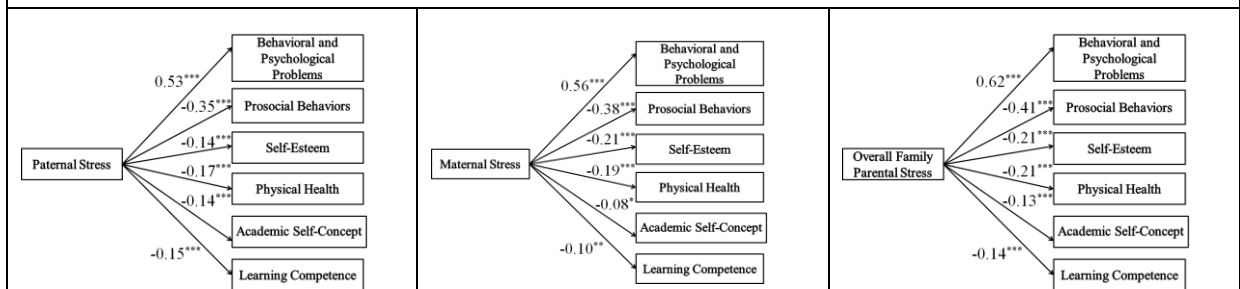 Paternal Stress
0.53***
-0.35***
-0.14***
-0.17***
-0.14***
-0.15***
Behavioral and
Psychological
Problems
Prosocial Behaviors
Self-Esteem
Physical Health
Academic Self-Concept
Learning Competence
Maternal Stress
0.56***
-0.38***
-0.21***
-0.19***
-0.08*
-0.10**
Behavioral and
Psychological
Problems
Prosocial Behaviors
Self-Esteem
Physical Health
Academic Self-Concept
Learning Competence
Overall Family
Parental Stress
0.62***
-0.41***
-0.21***
-0.21***
-0.13***
-0.14***
Behavioral and
Psychological
Problems
Prosocial Behaviors
Self-Esteem
Physical Health
Academic Self-Concept
Learning Competence